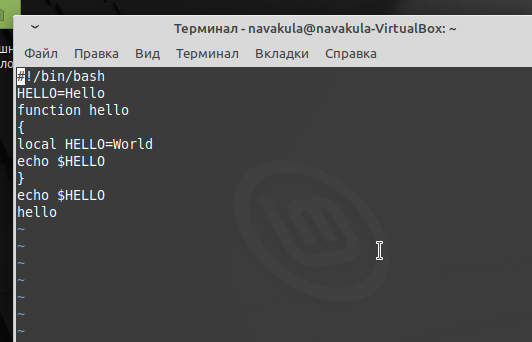 Терминал - navakula@navakula-VirtualBox: ~
Файл Правка Вид Терминал Вкладки Справка
#!/bin/bash
HELLO=Hello
function hello
{
local HELLO=World
echo $HELLO
}
echo $HELLO
hello
~
~
~
~
~
~
~